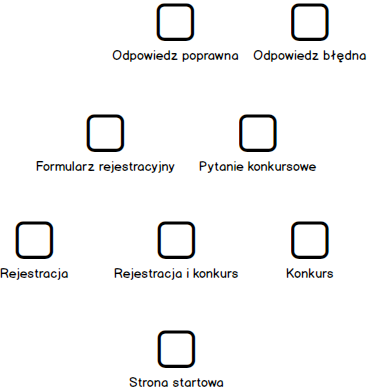 Odpowiedz poprawna
Odpowiedz błędna
Formularz rejestracyjny
Pytanie konkursowe
Rejestracja
Rejestracja i konkurs
Konkurs
Strona startowa